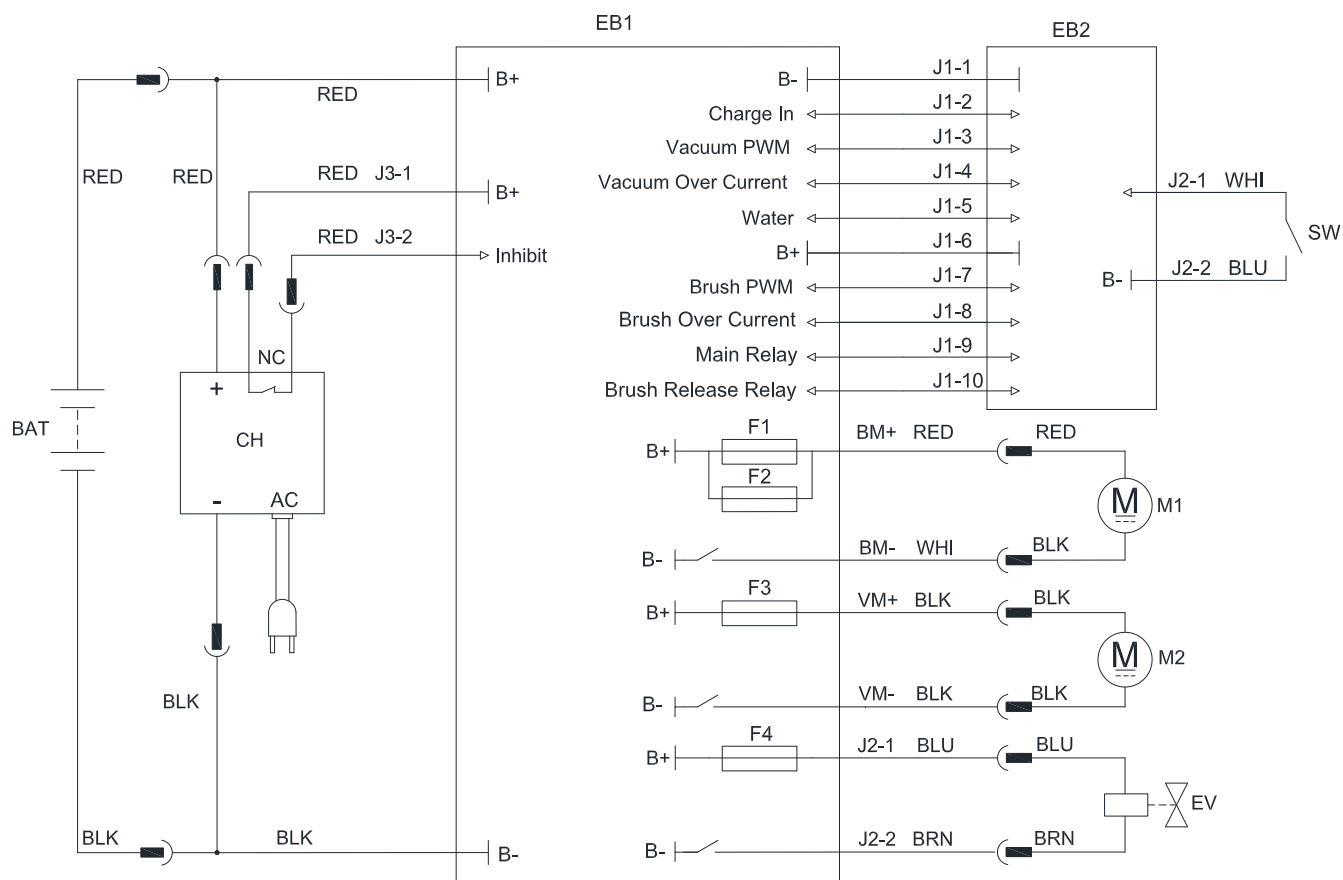 EB1
EB2
B+
RED
B-
J1-1
Charge In
J1-2
Vacuum PWM
J1-3
RED
RED
RED J3-1
B+
Vacuum Over Current
J1-4
J2-1 WHI
Water
J1-5
SW
RED J3-2
Inhibit
B+
J1-6
J2-2 BLU
B-
Brush PWM
J1-7
Brush Over Current
J1-8
NC
Main Relay
J1-9
+
Brush Release Relay
J1-10
BAT
CH
F1
BM+ RED
RED
B+
F2
-
AC
M
M1
BM- WHI
BLK
B-
F3
VM+ BLK
BLK
B+
M
M2
BLK
VM- BLK
BLK
B-
F4
J2-1 BLU
BLU
B+
EV
BLK
BLK
B-
J2-2 BRN
BRN
B-